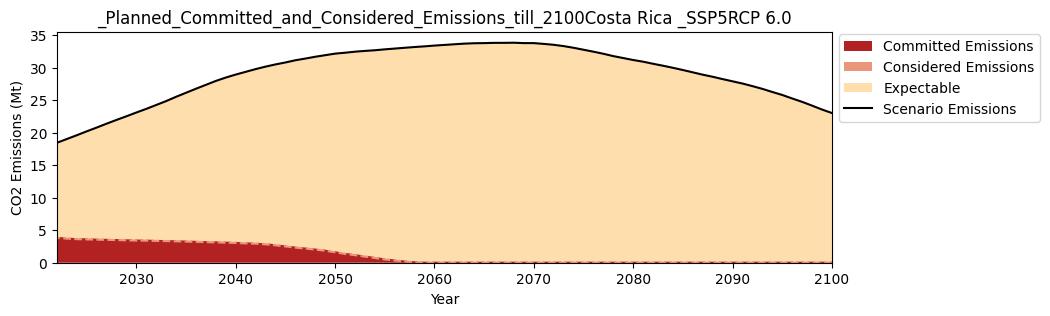 _Planned_Committed_and_Considered_Emissions_till_2100Costa Rica _SSP5RCP 6.0
35
30
25
20
15
10
5
0
CO2 Emissions (Mt)
2030 2040 2050 2060 2070 2080 2090 2100
Year
Committed Emissions
Considered Emissions
Expectable
Scenario Emissions